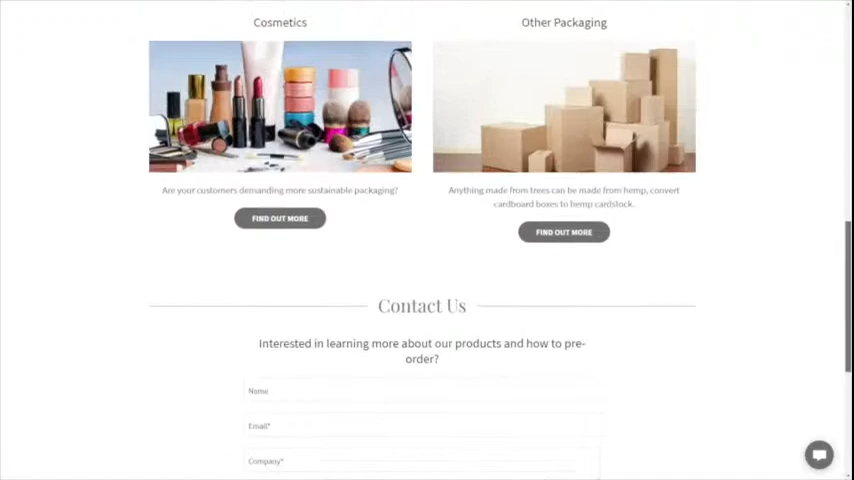 Cosmetics
Other Packaging
Are your customers demanding more sustainable packaging?
FIND OUT MORE
Anything made from trees can be made from hemp, convert
cardboard boxes to hemp cardstock.
FIND OUT MORE
Contact Us
Interested in learning more about our products and how to pre-
order?
Name
Email*
Company*